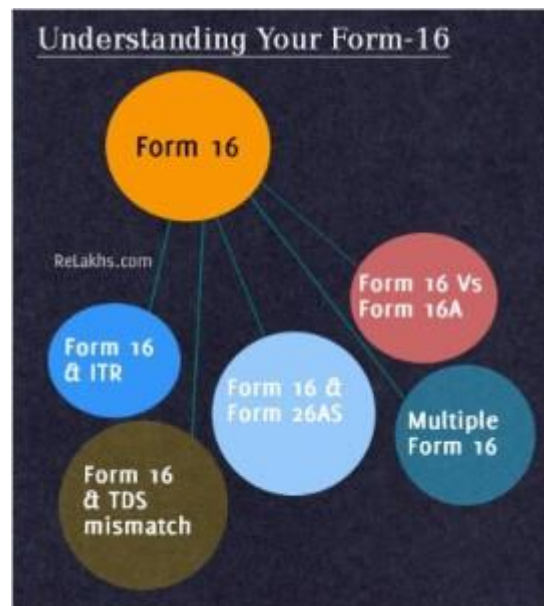 Understanding Your Form-16
Form 16
ReLakhs.com
Form 16 Vs
Form 16A
Form 16
& ITR
Form 16 &
Form 26AS
Multiple
Form 16
Form 16
& TDS
mismatch